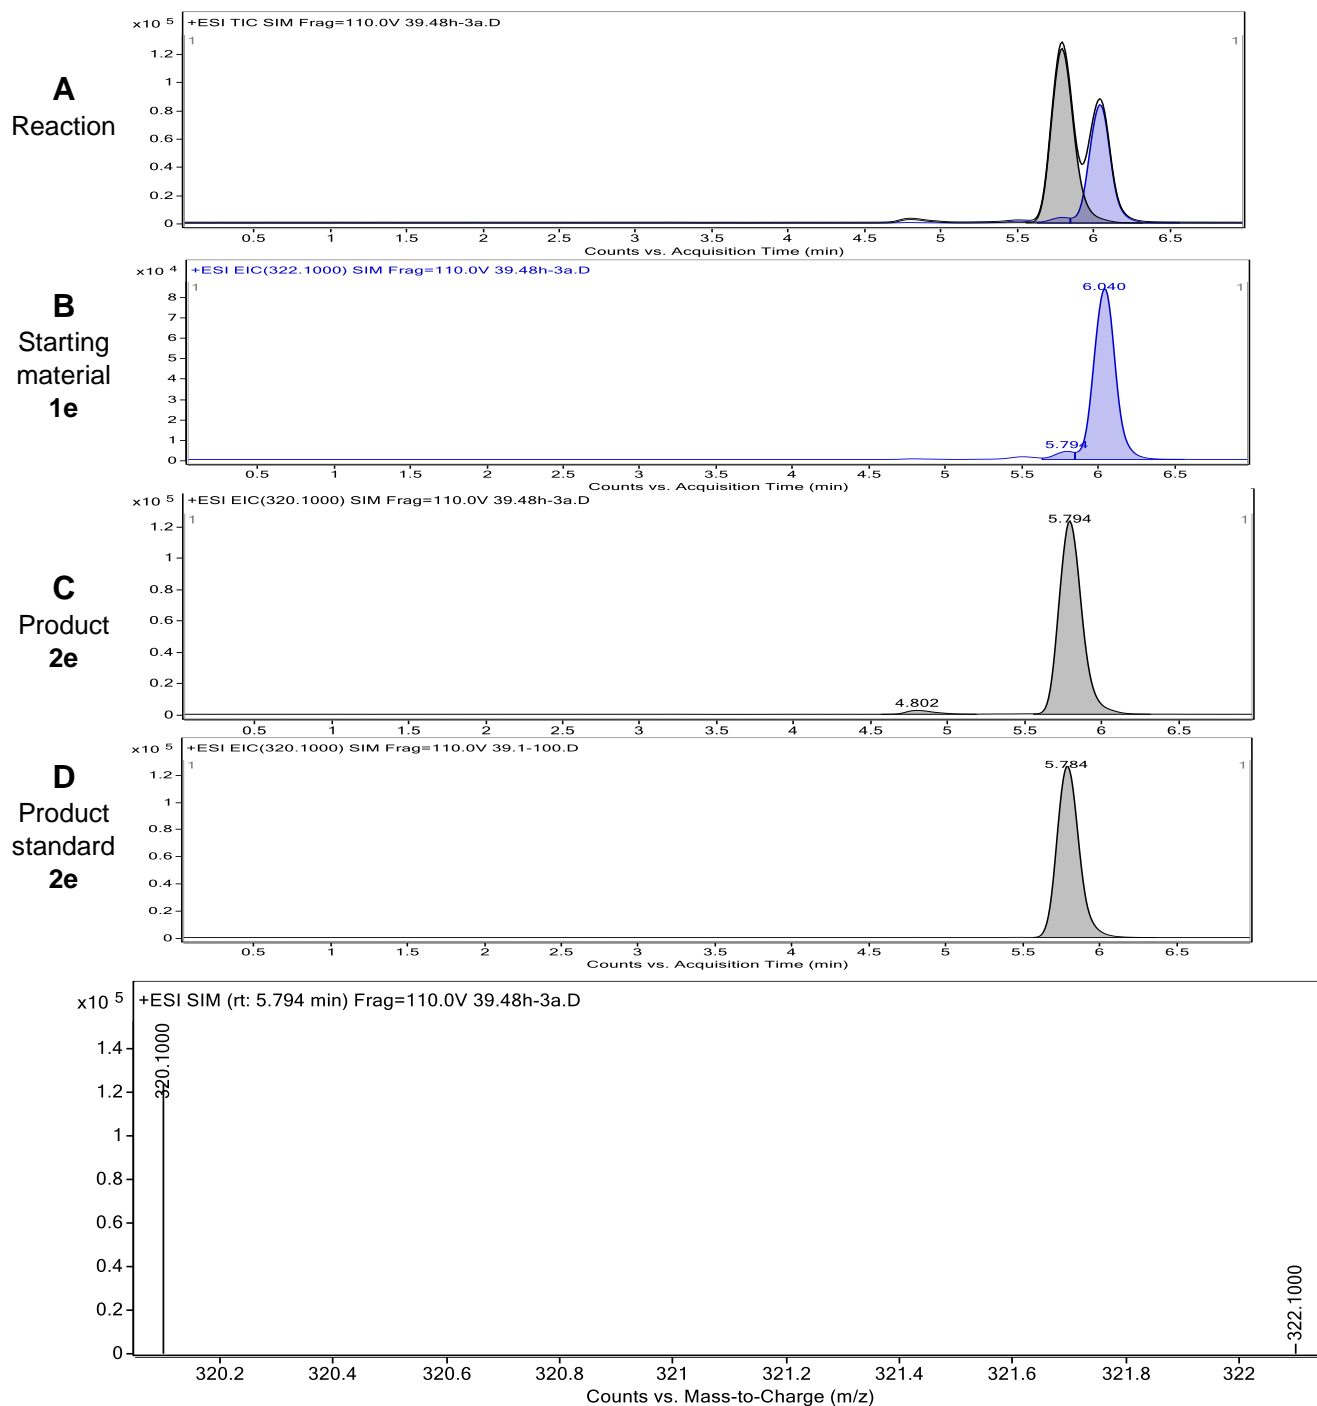 x10 5 +ESI TIC SIM Frag=110.0V 39.48h-3a.D
1 1
1.2
1
0.8
0.6
0.4
0.2
0
A
Reaction
0.5 1 1.5 2 2.5 3 3.5 4 4.5 5 5.5 6 6.5
Counts vs. Acquisition Time (min)
x10 4 +ESI EIC(322.1000) SIM Frag=110.0V 39.48h-3a.D
1 6.040 1
8
7
6
5
4
3
2
1
0
5.794
B
Starting
material
1e
0.5 1 1.5 2 2.5 3 3.5 4 4.5 5 5.5 6 6.5
Counts vs. Acquisition Time (min)
x10 5 +ESI EIC(320.1000) SIM Frag=110.0V 39.48h-3a.D
1 5.794 1
1.2
1
0.8
0.6
0.4
0.2
0
4.802
C
Product
2e
0.5 1 1.5 2 2.5 3 3.5 4 4.5 5 5.5 6 6.5
x10 5 +ESI EIC(320.1000) SIM Frag=110.0V 39.1-100.D
1 5.784 1
1.2
1
0.8
0.6
0.4
0.2
0
D
Product
standard
2e
0.5 1 1.5 2 2.5 3 3.5 4 4.5 5 5.5 6 6.5
Counts vs. Acquisition Time (min)
x10 5 +ESI SIM (rt: 5.794 min) Frag=110.0V 39.48h-3a.D
320.1000
1.4
1.2
1
0.8
0.6
0.4
0.2
0
322.1000
320.2 320.4 320.6 320.8 321 321.2 321.4 321.6 321.8 322
Counts vs. Mass-to-Charge (m/z)